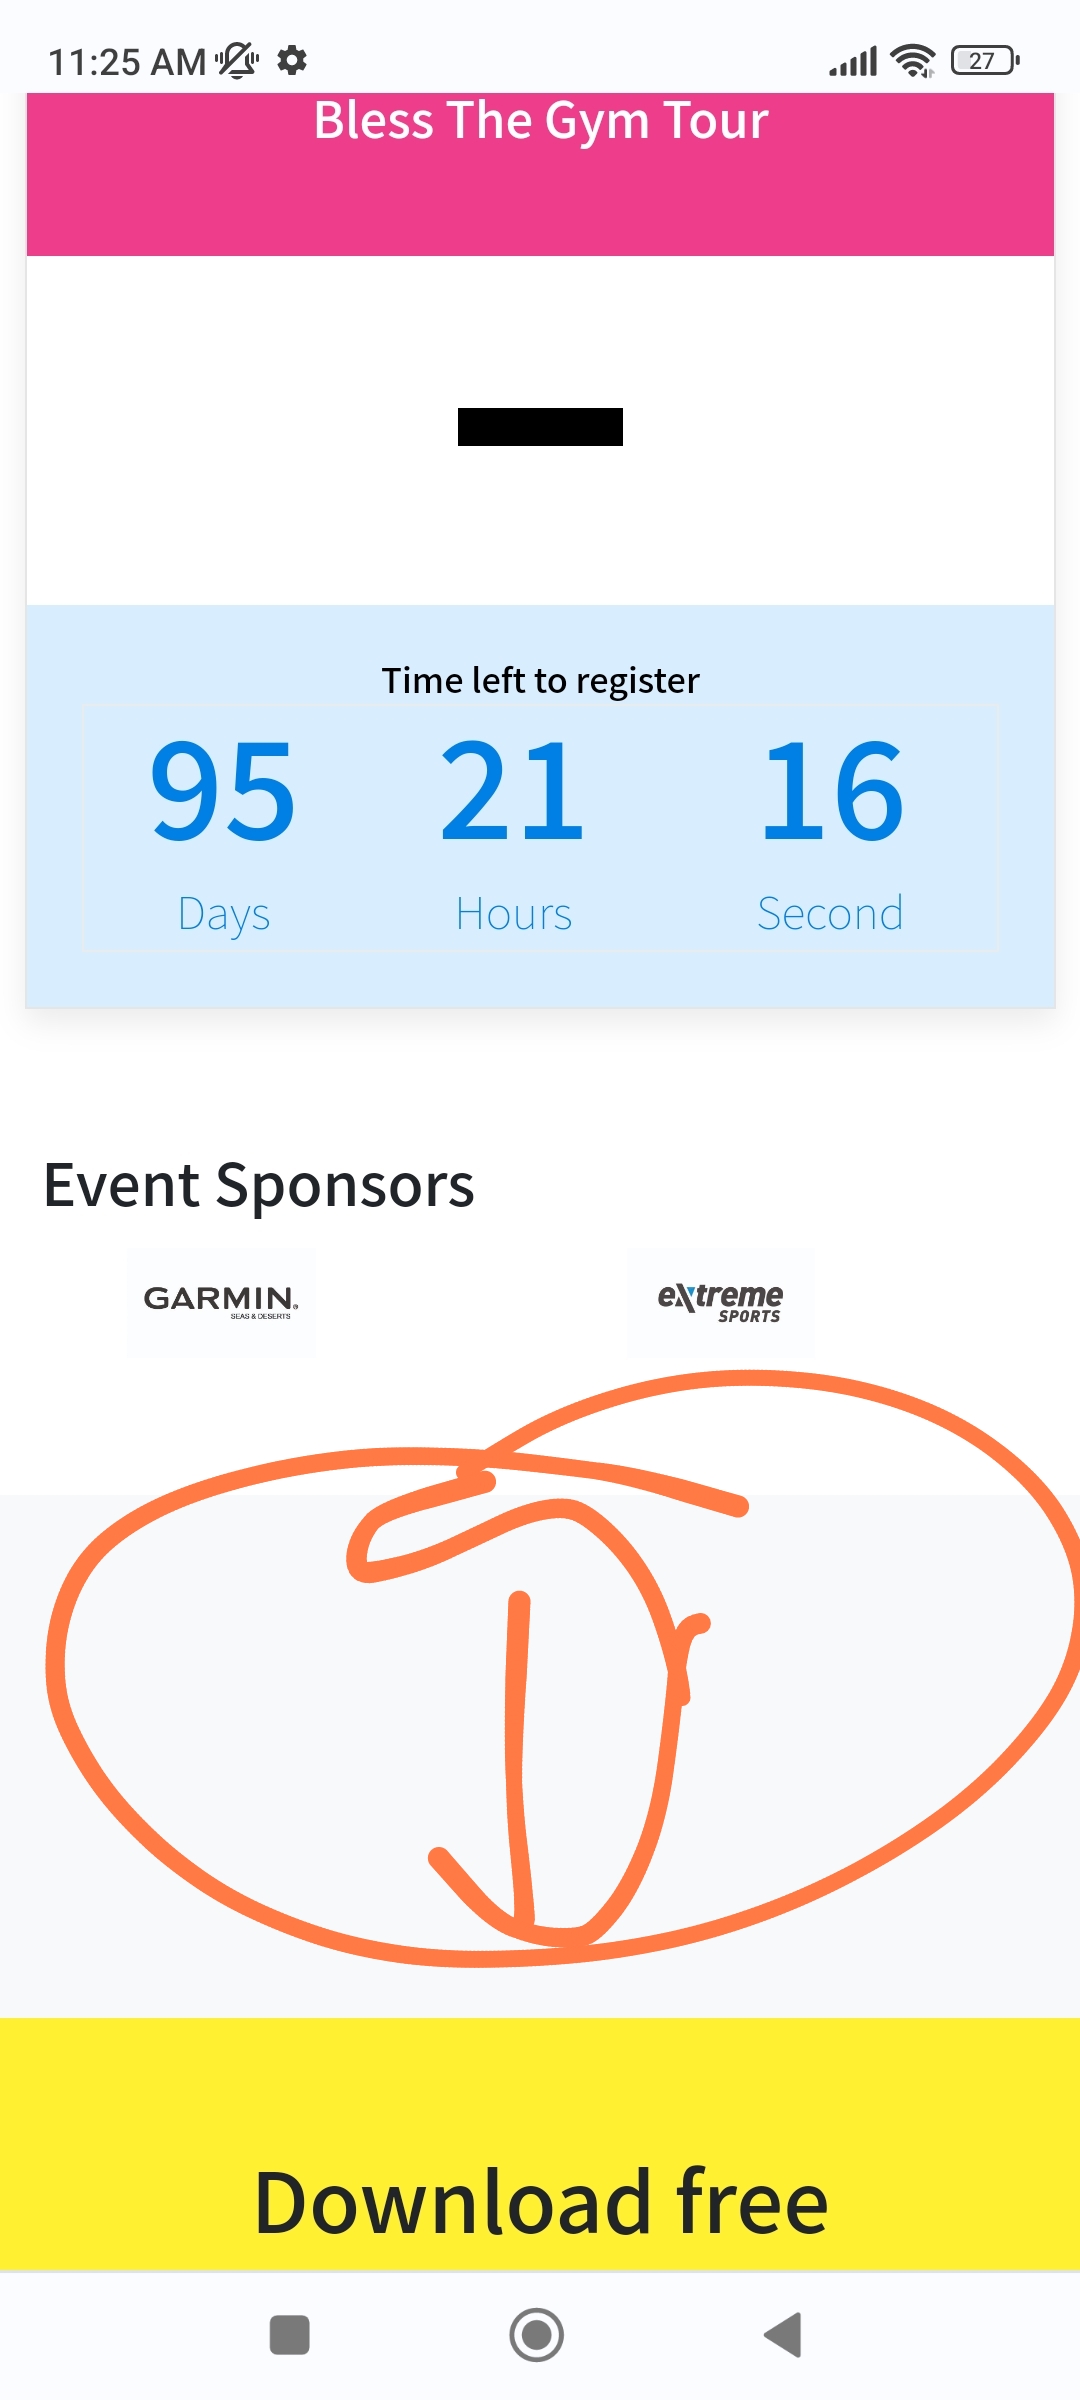 11:25 AM
27
Bless The Gym Tour
Time left to register
95 21 16
Days Hours Second
Event Sponsors
GARMIN®
SEAS & DESERTS
extreme
SPORTS
Download free